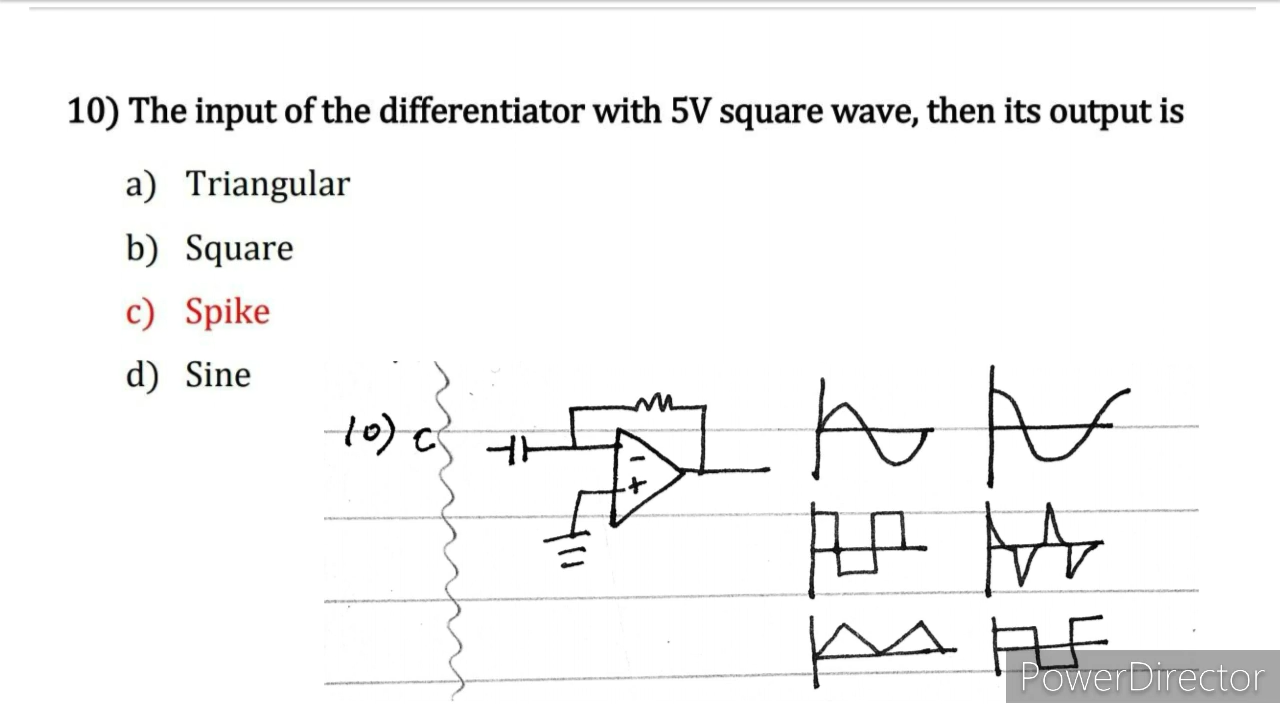 10) The input of the differentiator with 5V square wave, then its output is
a) Triangular
b) Square
c) Spike
d) Sine
10) c
-
+
PowerDirector